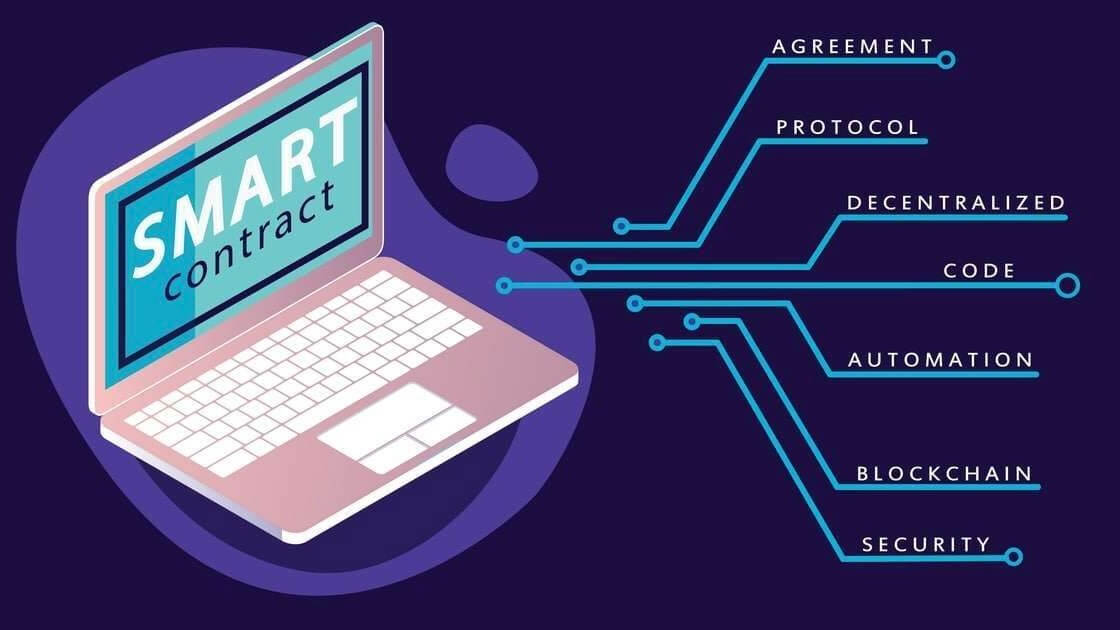 SMART
contract
AGREEMENT
PROTOCOL
DECENTRALIZED
CODE
AUTOMATION
BLOCKCHAIN
SECURITY